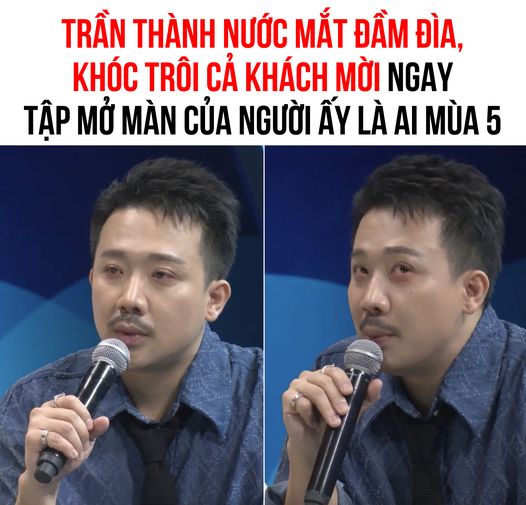 TRẤN THÀNH NƯỚC MẮT ĐẦM ĐÌA,
KHÓC TRÔI CẢ KHÁCH MỜI NGAY
TẬP MỞ MÀN CỦA NGƯỜI ẤY LÀ AI MÙA 5